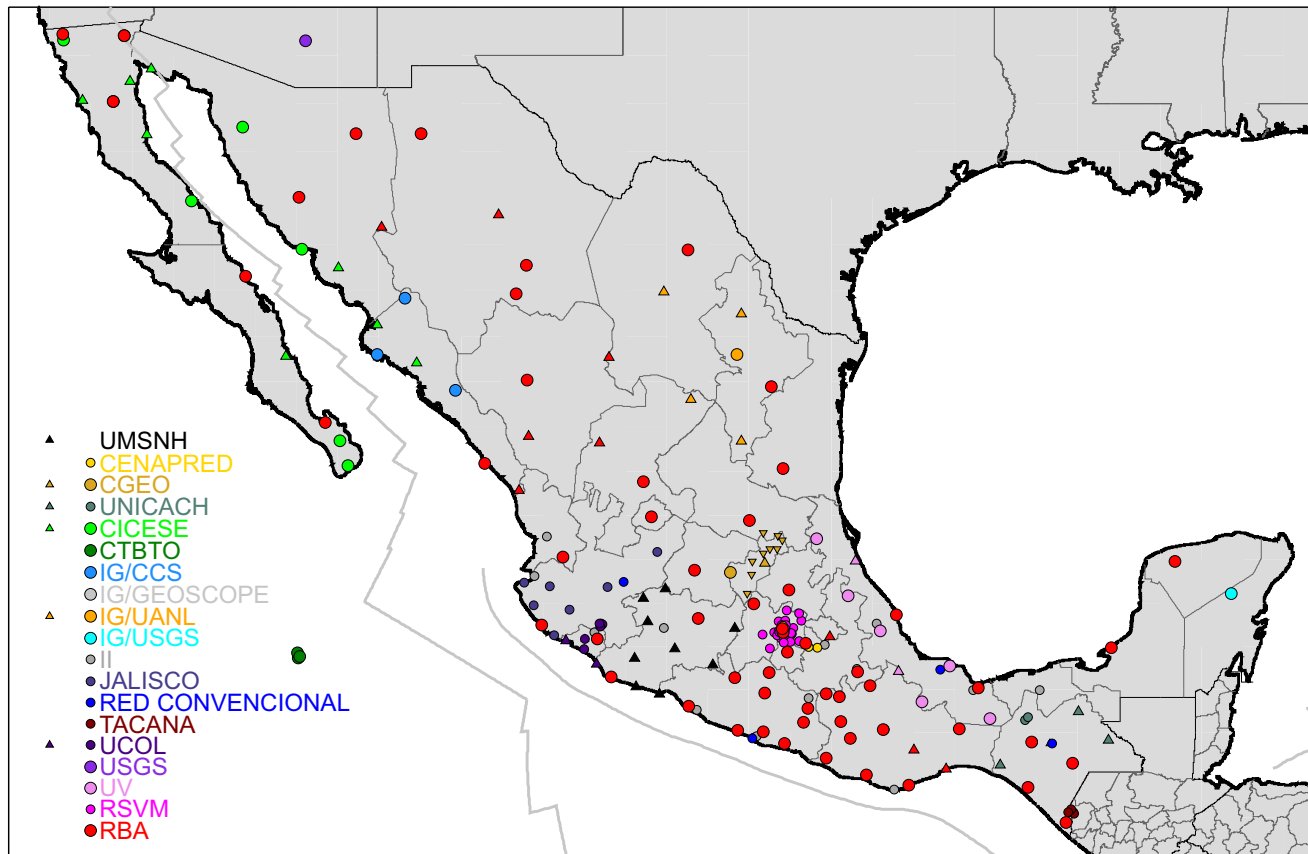 UMSNH
CENAPRED
CGEO
UNICACH
CICESE
CTBTO
IG/CCS
IG/GEOSCOPE
IG/UANL
IG/USGS
II
JALISCO
RED CONVENCIONAL
TACANA
UCOL
USGS
UV
RSVM
RBA